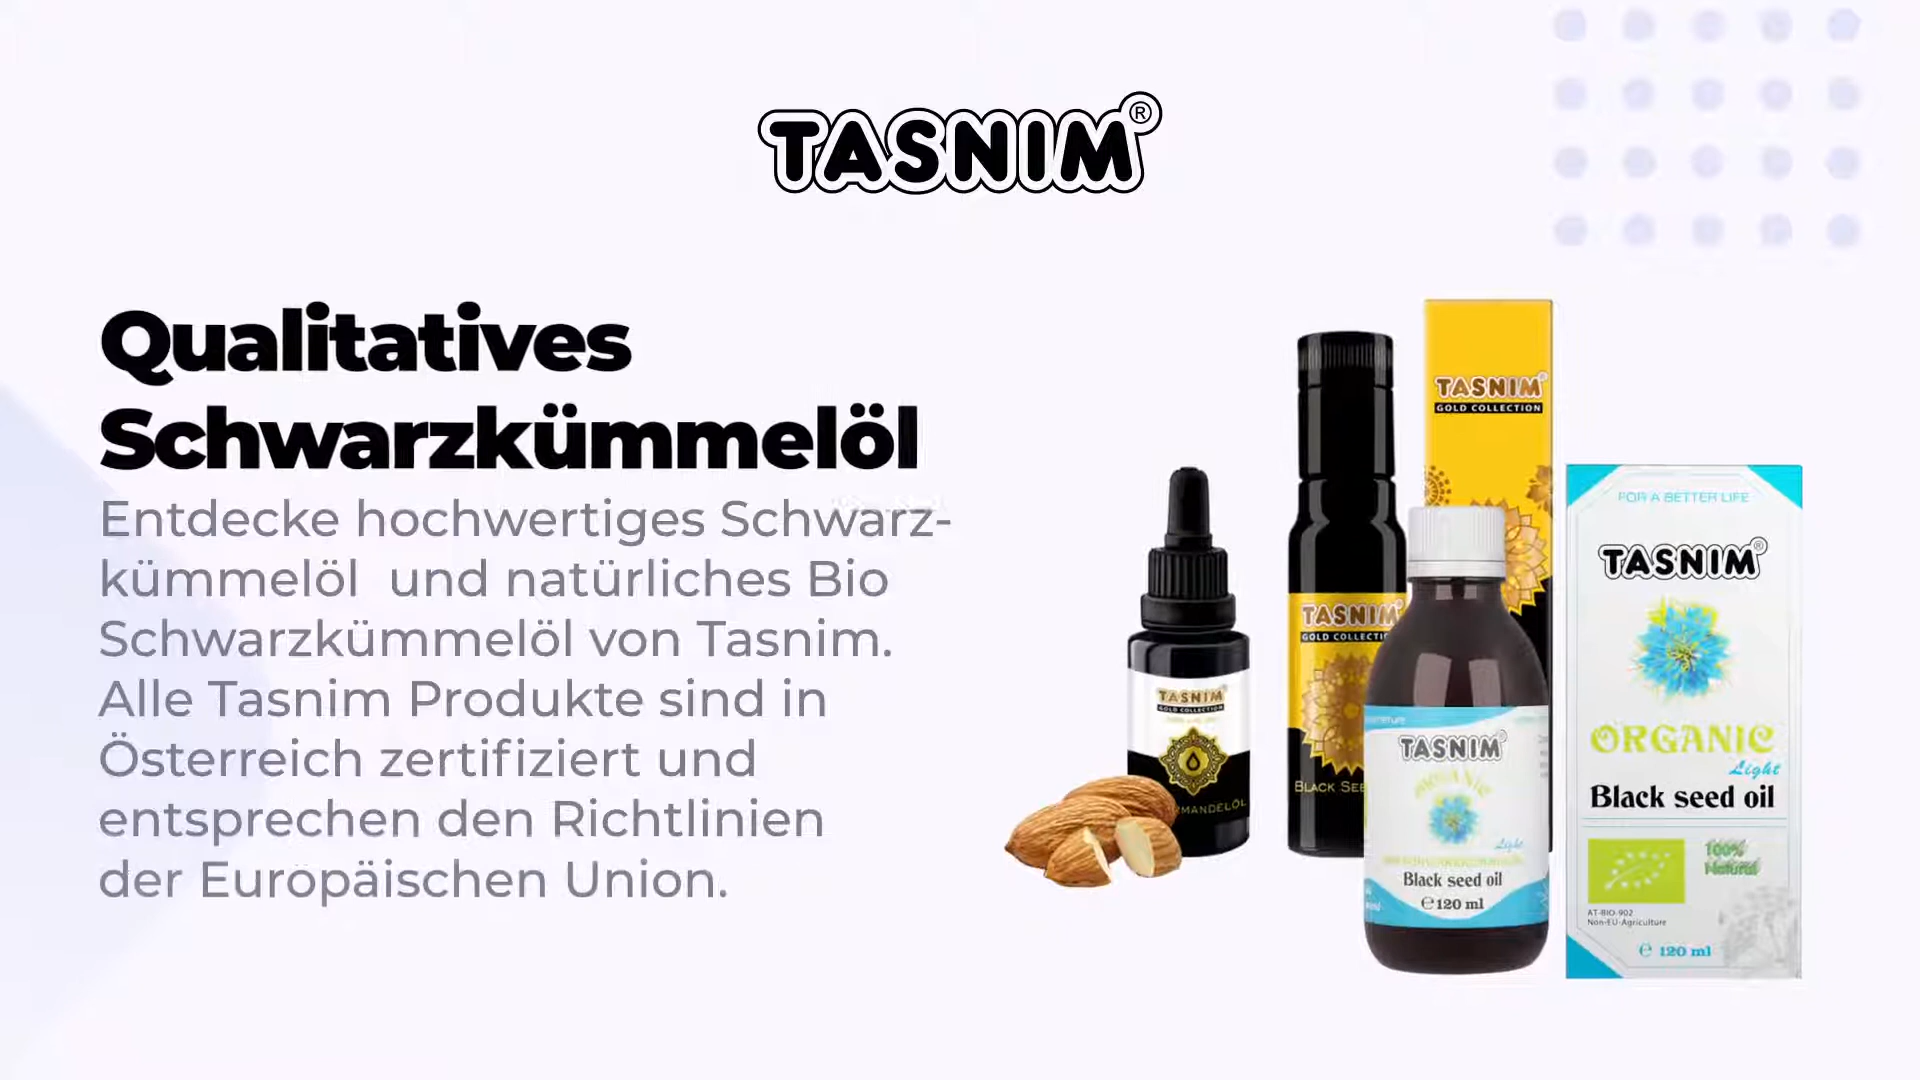 TASNIM®
Qualitatives
Schwarzkümmelöl
Entdecke hochwertiges Schwarz-
kümmelöl und natürliches Bio
Schwarzkümmelöl von Tasnim.
Alle Tasnim Produkte sind in
Österreich zertifiziert und
entsprechen den Richtlinien
der Europäischen Union.
TASNIM
GOLD COLLECTION
MANDELÖL
TASNIM®
GOLD COLLECTI
BLACK SEE
TASNIM®
GOLD COLLECTION
TASNIM
ORGANIC
Light
Black seed oil
℮ 120 ml
FOR A BETTER LIFE
TASNIM®
ORGANIC
Light
Black seed oil
100%
Natural
AT-BIO-902
Non-EU-Agriculture
℮ 120 ml